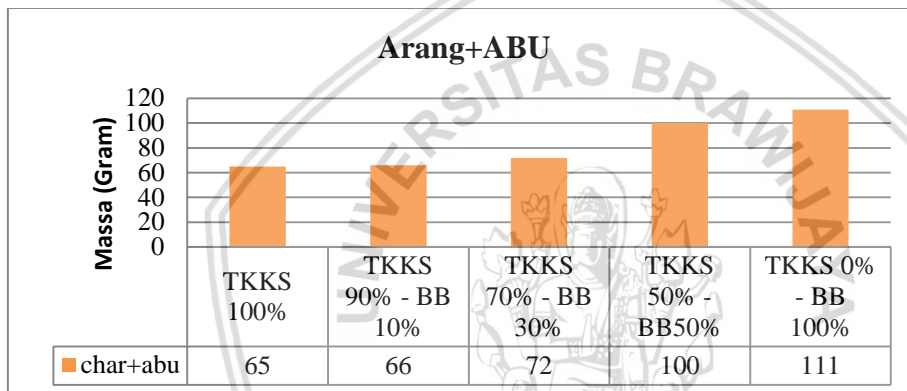 Arang+ABU
UNIVERSITAS BRAWIJAYA
Massa (Gram)
120
100
80
60
40
20
0
TKKS
100%
TKKS
90% - BB
10%
TKKS
70% - BB
30%
TKKS
50% -
BB50%
TKKS 0%
- BB
100%
char+abu 65 66 72 100 111